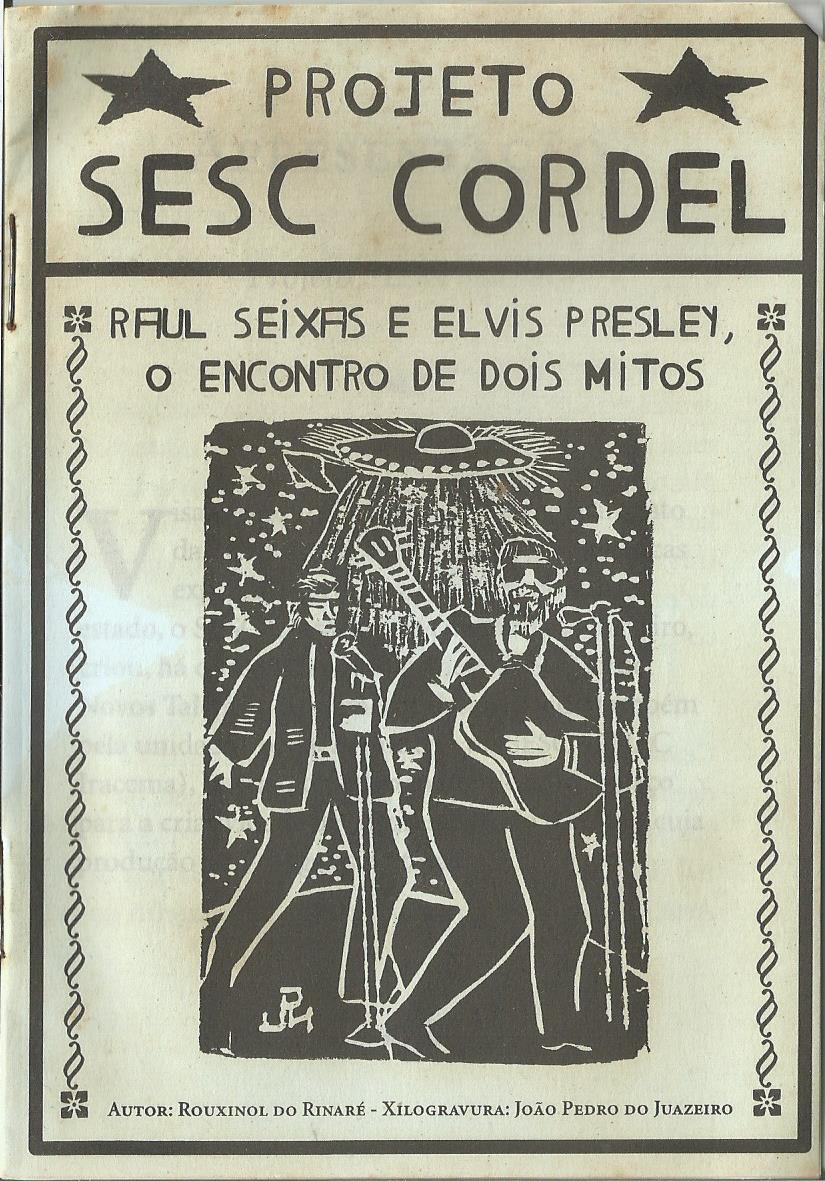 PROJETO
SESC CORDEL
RAUL SEIXAS E ELVIS PRESLEY,
O ENCONTRO DE DOIS MITOS
JP
AUTOR: ROUXINOL DO RINARÉ - XILOGRAVURA: JOÃO PEDRO DO JUAZEIRO